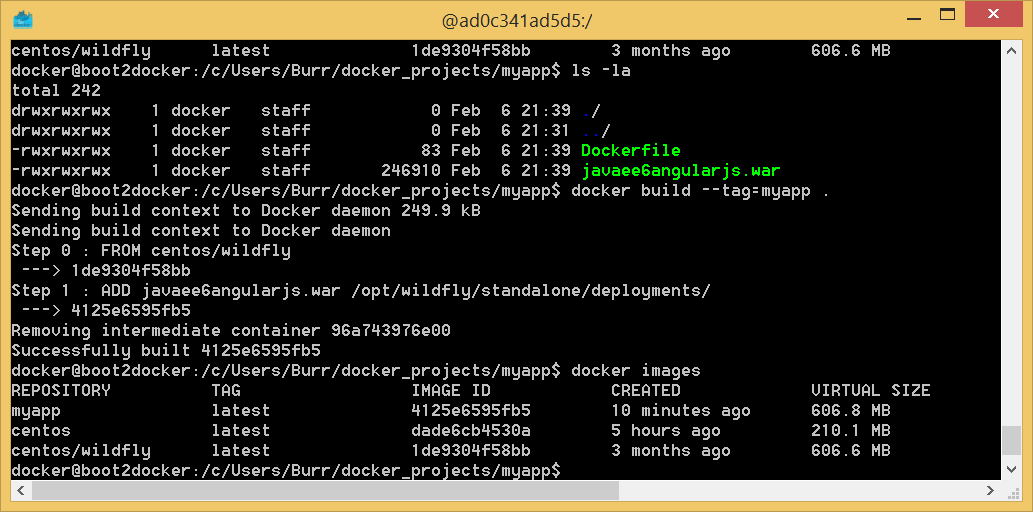 @ad0c341ad5d5:/
centos/wildfly      latest              1de9304f58bb        3 months ago        606.6 MB
docker@boot2docker:/c/Users/Burr/docker_projects/myapp$ ls -la
total 242
drwxrwxrwx    1 docker   staff            0 Feb  6 21:39 ./
drwxrwxrwx    1 docker   staff            0 Feb  6 21:31 ../
-rwxrwxrwx    1 docker   staff           83 Feb  6 21:39 Dockerfile
-rwxrwxrwx    1 docker   staff       246910 Feb  6 21:39 javaee6angularjs.war
docker@boot2docker:/c/Users/Burr/docker_projects/myapp$ docker build --tag=myapp .
Sending build context to Docker daemon 249.9 kB
Sending build context to Docker daemon
Step 0 : FROM centos/wildfly
 ---> 1de9304f58bb
Step 1 : ADD javaee6angularjs.war /opt/wildfly/standalone/deployments/
 ---> 4125e6595fb5
Removing intermediate container 96a743976e00
Successfully built 4125e6595fb5
docker@boot2docker:/c/Users/Burr/docker_projects/myapp$ docker images
REPOSITORY          TAG                 IMAGE ID            CREATED             VIRTUAL SIZE
myapp               latest              4125e6595fb5        10 minutes ago      606.8 MB
centos              latest              dade6cb4530a        5 hours ago         210.1 MB
centos/wildfly      latest              1de9304f58bb        3 months ago        606.6 MB
docker@boot2docker:/c/Users/Burr/docker_projects/myapp$